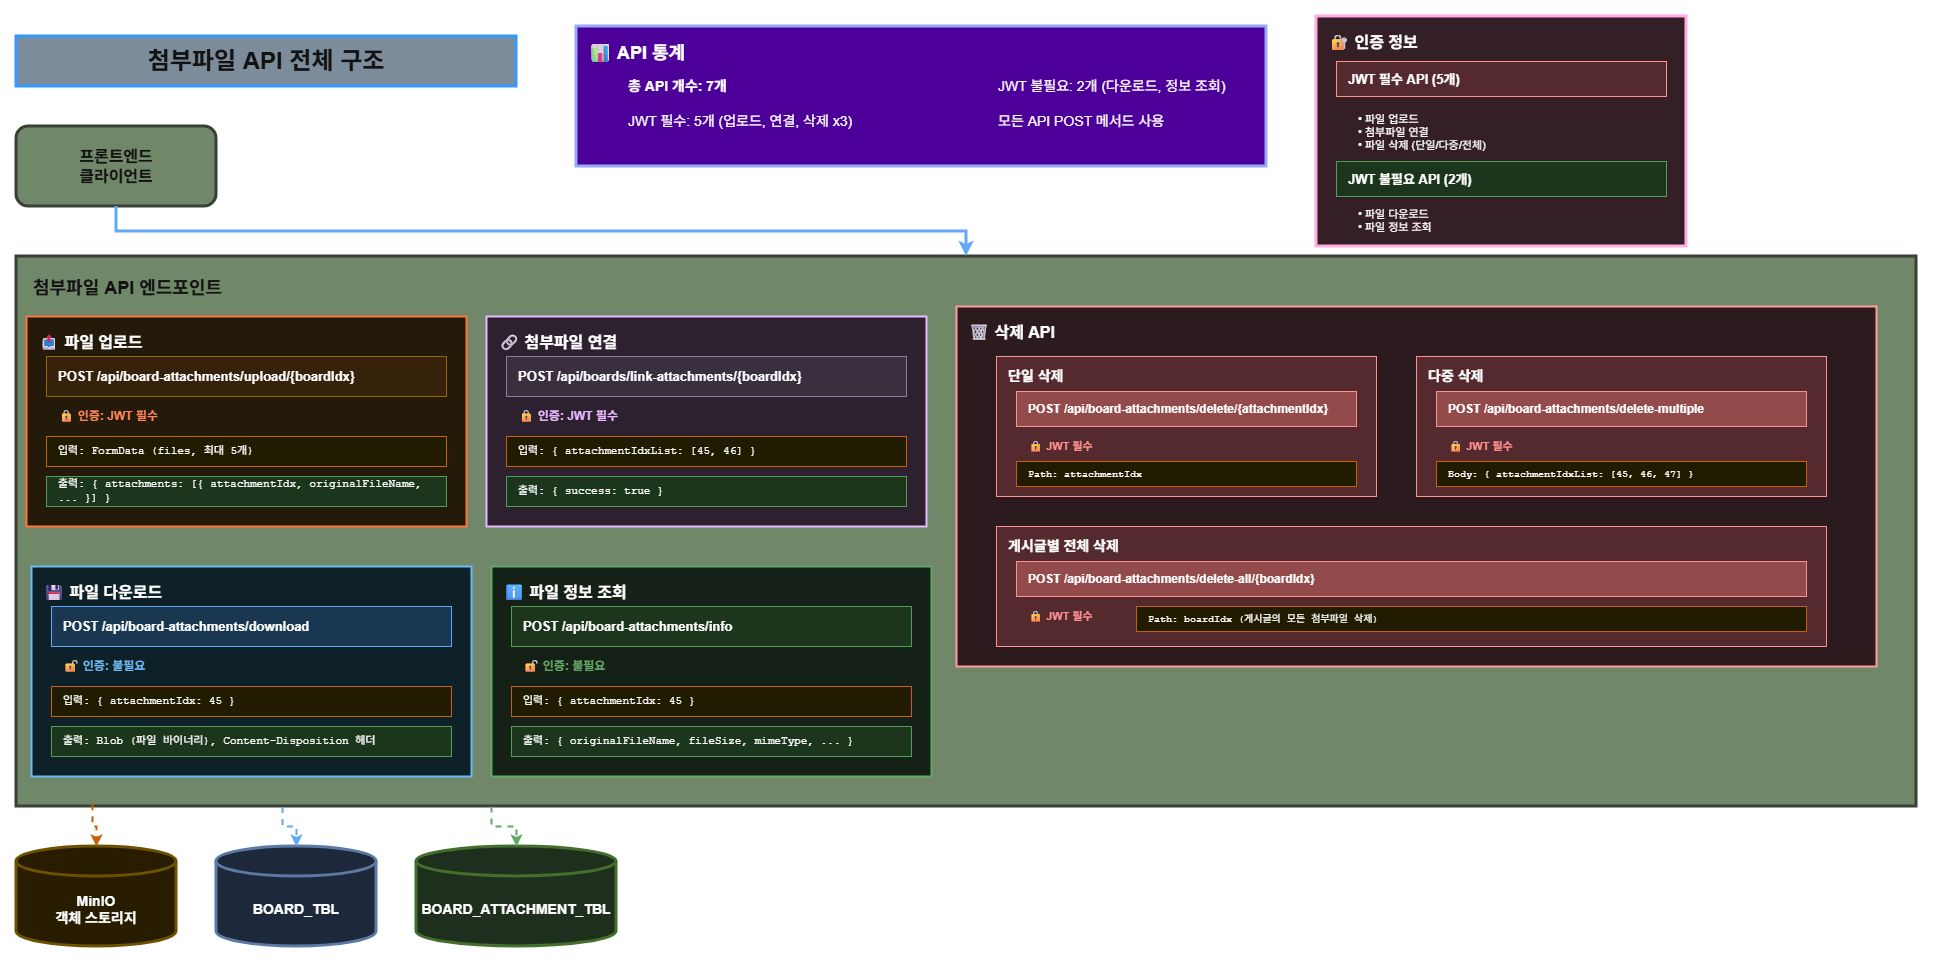 첨부파일 API 전체 구조
API 통계
총 API 개수: 7개
JWT 불필요: 2개 (다운로드, 정보 조회)
JWT 필수: 5개 (업로드, 연결, 삭제 x3)
모든 API POST 메서드 사용
인증 정보
JWT 필수 API (5개)
• 파일 업로드
• 첨부파일 연결
• 파일 삭제 (단일/다중/전체)
JWT 불필요 API (2개)
• 파일 다운로드
• 파일 정보 조회
프론트엔드
클라이언트
첨부파일 API 엔드포인트
파일 업로드
POST /api/board-attachments/upload/{boardIdx}
인증: JWT 필수
입력: FormData (files, 최대 5개)
출력: { attachments: [{ attachmentIdx, originalFileName,
... }] }
첨부파일 연결
POST /api/boards/link-attachments/{boardIdx}
인증: JWT 필수
입력: { attachmentIdxList: [45, 46] }
출력: { success: true }
삭제 API
단일 삭제
POST /api/board-attachments/delete/{attachmentIdx}
JWT 필수
Path: attachmentIdx
다중 삭제
POST /api/board-attachments/delete-multiple
JWT 필수
Body: { attachmentIdxList: [45, 46, 47] }
게시글별 전체 삭제
POST /api/board-attachments/delete-all/{boardIdx}
JWT 필수
Path: boardIdx (게시글의 모든 첨부파일 삭제)
파일 다운로드
POST /api/board-attachments/download
인증: 불필요
입력: { attachmentIdx: 45 }
출력: Blob (파일 바이너리), Content-Disposition 헤더
파일 정보 조회
POST /api/board-attachments/info
인증: 불필요
입력: { attachmentIdx: 45 }
출력: { originalFileName, fileSize, mimeType, ... }
MinIO
객체 스토리지
BOARD_TBL
BOARD_ATTACHMENT_TBL